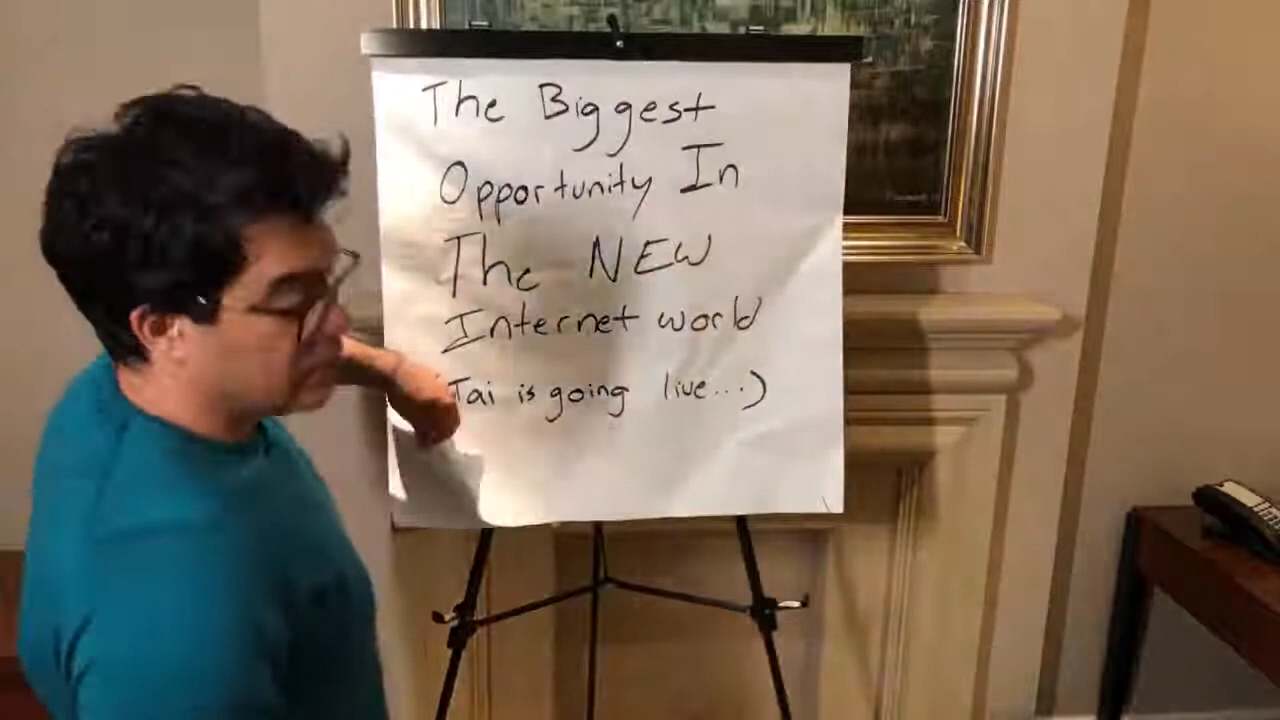 The Biggest
Opportunity In
The NEW
Internet world
Tai is going live...)